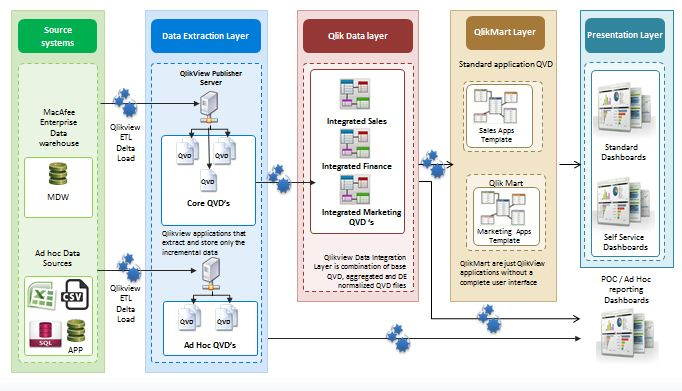 Source
systems
Data Extraction Layer
Qlik Data layer
QlikMart Layer
Presentation Layer
MacAfee
Enterprise
Data
warehouse
MDW
Ad hoc Data
Sources
CSV
SQL
APP
Qlikview
ETL
Delta
Load
Qlikview
ETL
Delta
Load
QlikView Publisher
Server
QVD
QVD
QVD
Core QVD's
Qlikview applications that
extract and store only the
incremental data
QVD
QVD
Ad Hoc QVD's
Integrated Sales
Integrated Finance
Integrated Marketing
QVD 's
Qlikview Data Integration
Layer is combination of base
QVD, aggregated and DE
normalized QVD files
Standard application QVD
Sales Apps
Template
Qlik Mart
Marketing Apps
Template
QlikMart are just QlikView
applications without a
complete user interface
Standard
Dashboards
Self Service
Dashboards
POC / Ad Hoc
reporting
Dashboards